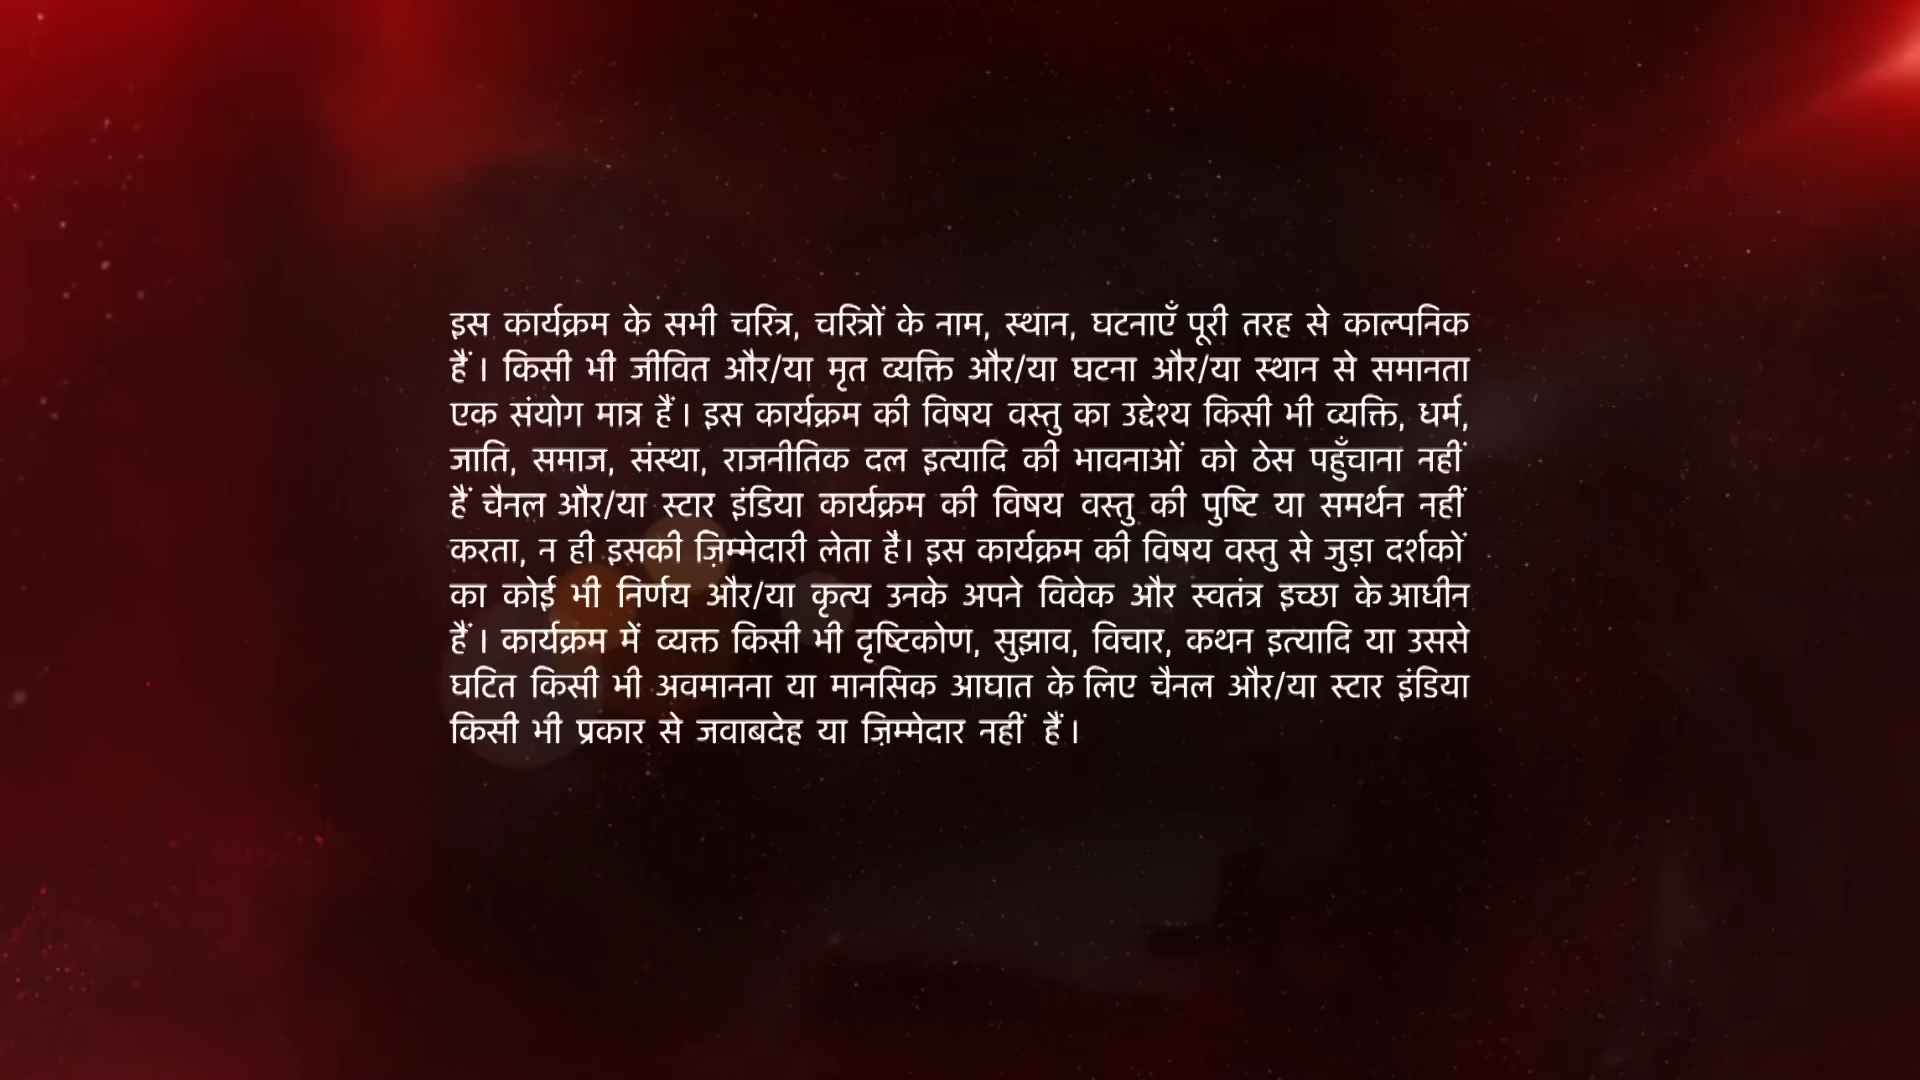 इस कार्यक्रम के सभी चरित्र, चरित्रों के नाम, स्थान, घटनाएँ पूरी तरह से काल्पनिक
हैं । किसी भी जीवित और/या मृत व्यक्ति और/या घटना और/या स्थान से समानता
एक संयोग मात्र हैं । इस कार्यक्रम की विषय वस्तु का उद्देश्य किसी भी व्यक्ति, धर्म,
जाति, समाज, संस्था, राजनीतिक दल इत्यादि की भावनाओं को ठेस पहुँचाना नहीं
हैं चैनल और/या स्टार इंडिया कार्यक्रम की विषय वस्तु की पुष्टि या समर्थन नहीं
करता, न ही इसकी ज़िम्मेदारी लेता है। इस कार्यक्रम की विषय वस्तु से जुड़ा दर्शकों
का कोई भी निर्णय और/या कृत्य उनके अपने विवेक और स्वतंत्र इच्छा के आधीन
हैं । कार्यक्रम में व्यक्त किसी भी दृष्टिकोण, सुझाव, विचार, कथन इत्यादि या उससे
घटित किसी भी अवमानना या मानसिक आघात के लिए चैनल और/या स्टार इंडिया
किसी भी प्रकार से जवाबदेह या ज़िम्मेदार नहीं हैं ।